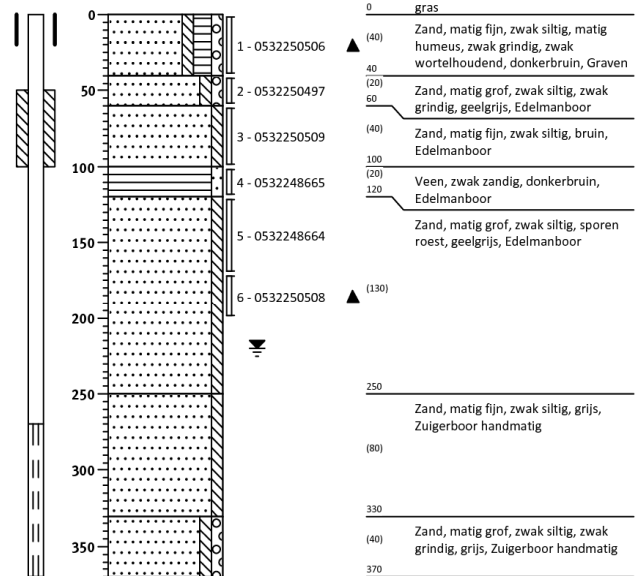 0
50
100
150
200
250
300
350
1 - 0532250506
2 - 0532250497
3 - 0532250509
4 - 0532248665
5 - 0532248664
6 - 0532250508
0
gras
(40)
Zand, matig fijn, zwak siltig, matig
humeus, zwak grindig, zwak
wortelhoudend, donkerbruin, Graven
40
(20)
Zand, matig grof, zwak siltig, zwak
grindig, geelgrijs, Edelmanboor
60
(40)
Zand, matig fijn, zwak siltig, bruin,
Edelmanboor
100
(20)
Veen, zwak zandig, donkerbruin,
Edelmanboor
120
Zand, matig grof, zwak siltig, sporen
roest, geelgrijs, Edelmanboor
(130)
250
Zand, matig fijn, zwak siltig, grijs,
Zuigerboor handmatig
(80)
330
Zand, matig grof, zwak siltig, zwak
grindig, grijs, Zuigerboor handmatig
(40)
370